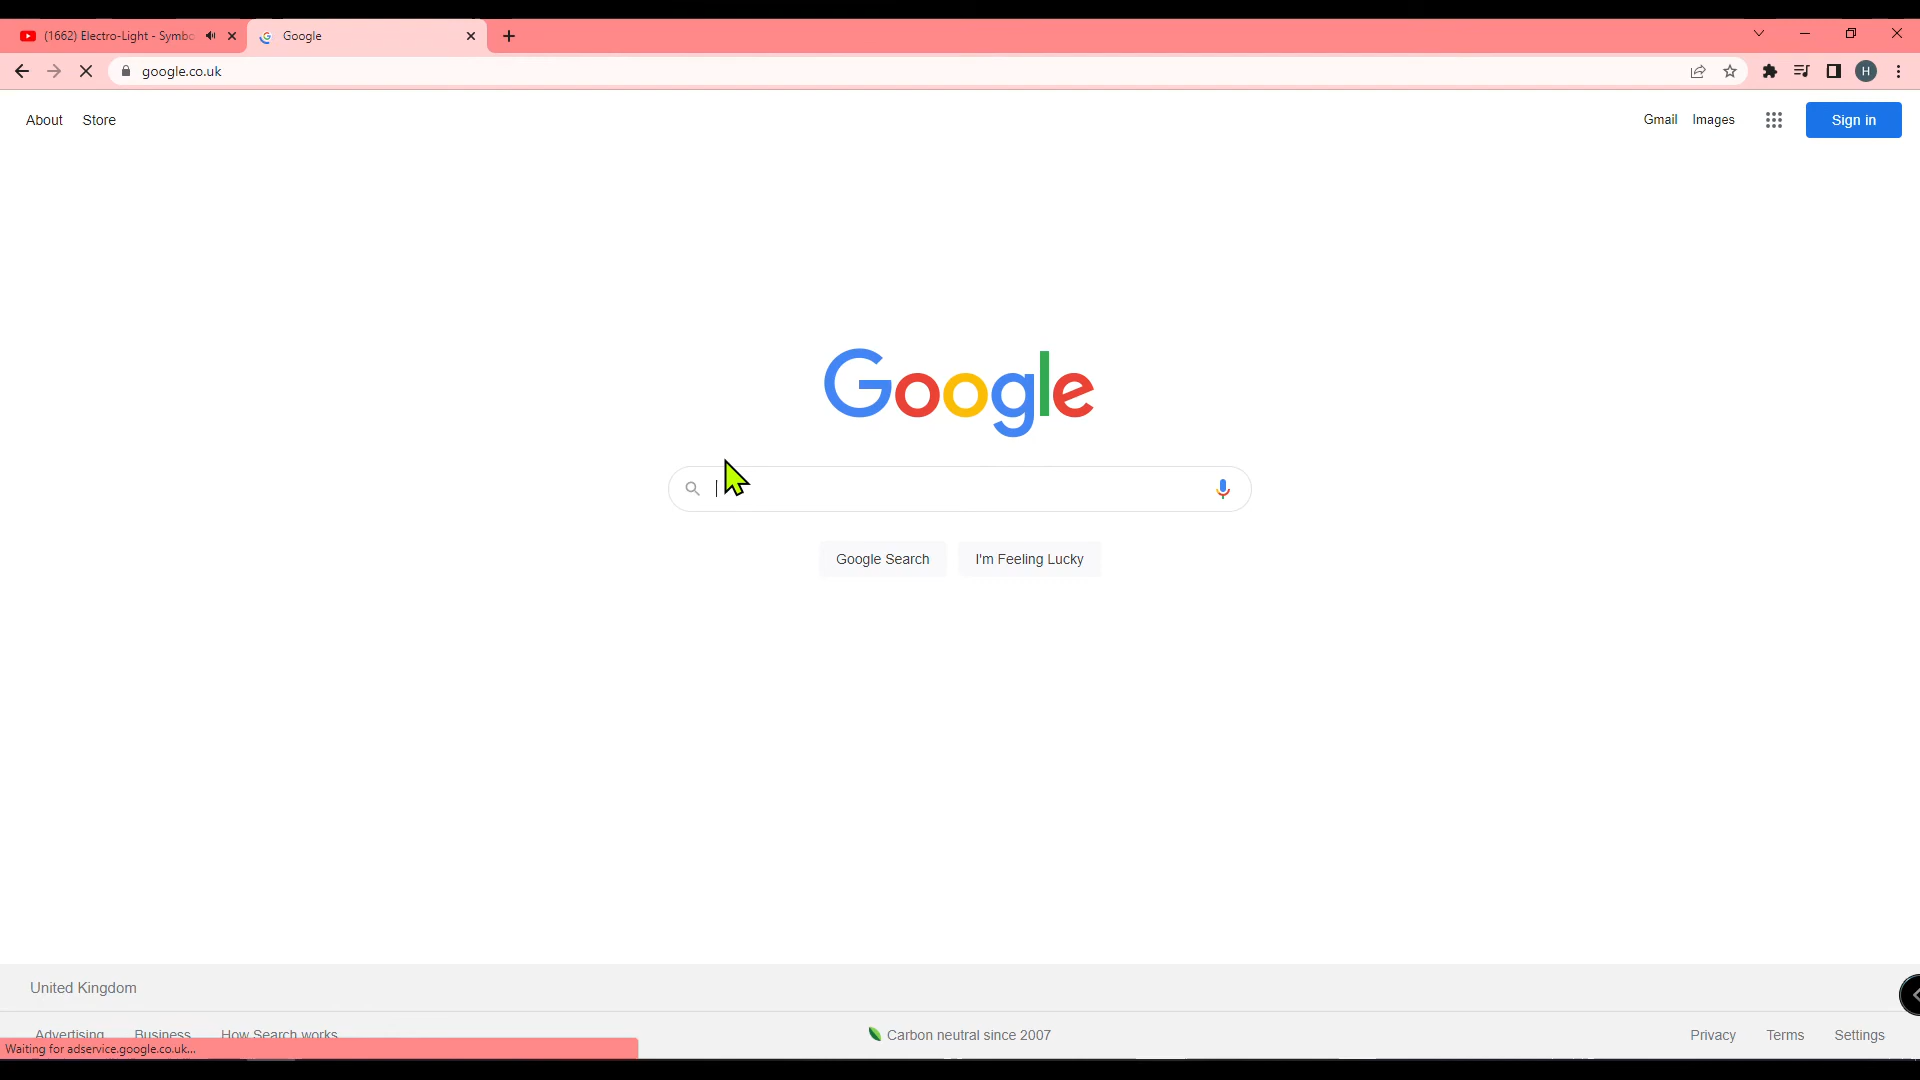 (1662) Electro-Light - Symbo
Google
google.co.uk
About Store
Gmail Images Sign in
Google
Google Search I'm Feeling Lucky
United Kingdom
Advertising Business How Search works
Carbon neutral since 2007
Privacy Terms Settings
Waiting for adservice.google.co.uk...
H